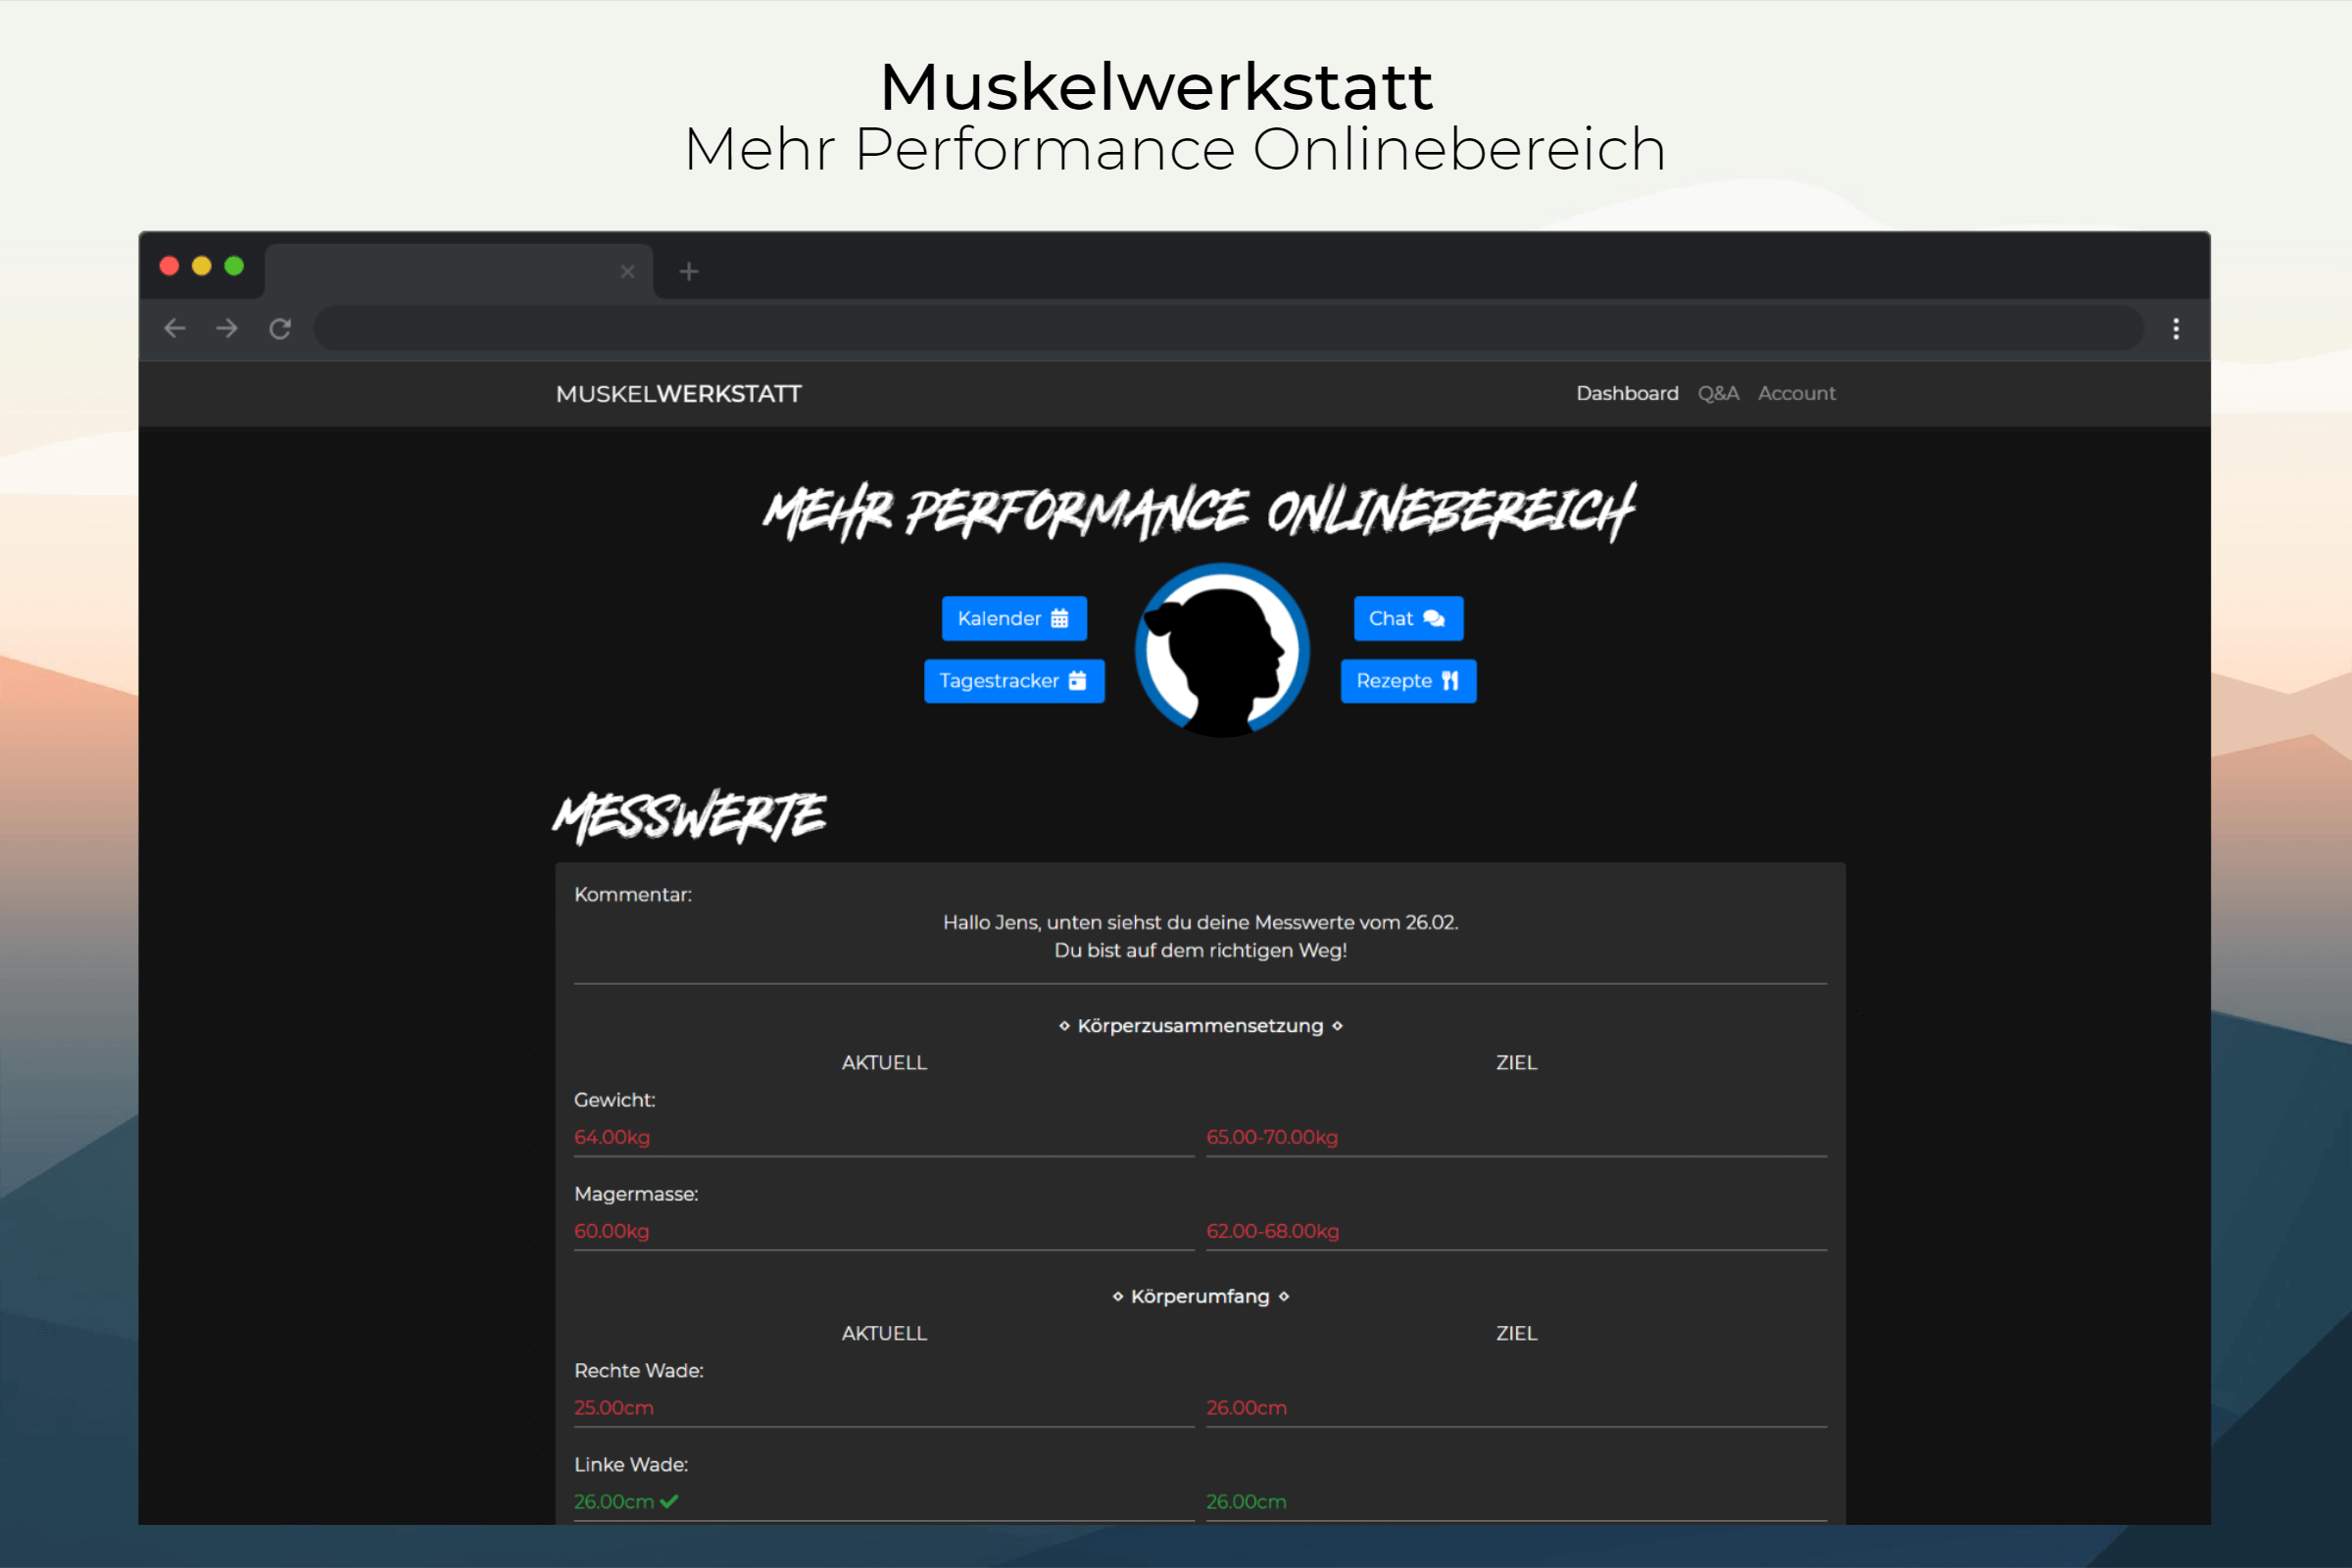 Muskelwerkstatt
Mehr Performance Onlinebereich
MUSKELWERKSTATT
Dashboard Q&A Account
MEHR PERFORMANCE ONLINEBEREICH
Kalender Chat
Tagestracker Rezepte
MESSWERTE
Kommentar:
Hallo Jens, unten siehst du deine Messwerte vom 26.02.
Du bist auf dem richtigen Weg!
Körperzusammensetzung
AKTUELL ZIEL
Gewicht:
64.00kg 65.00-70.00kg
Magermasse:
60.00kg 62.00-68.00kg
Körperumfang
AKTUELL ZIEL
Rechte Wade:
25.00cm 26.00cm
Linke Wade:
26.00cm 26.00cm